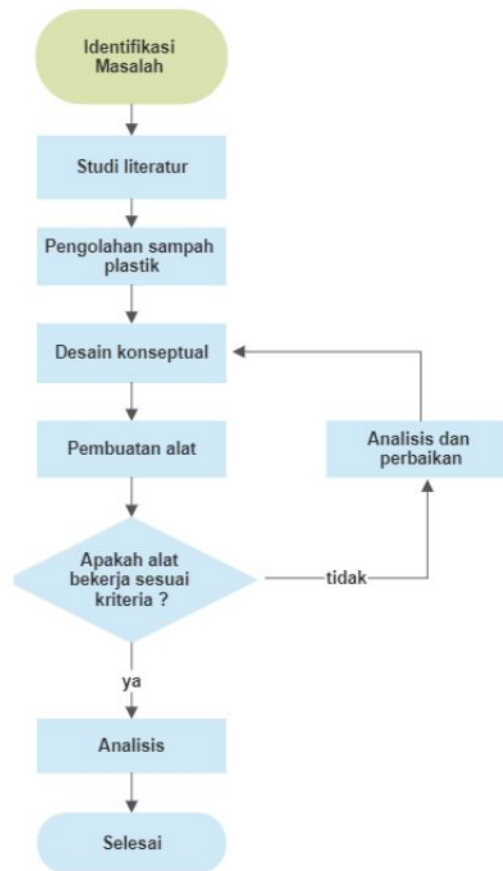 Identifikasi
Masalah
Studi literatur
Pengolahan sampah
plastik
Desain konseptual
Pembuatan alat
Analisis dan
perbaikan
Apakah alat
bekerja sesuai
kriteria ?
tidak
ya
Analisis
Selesai